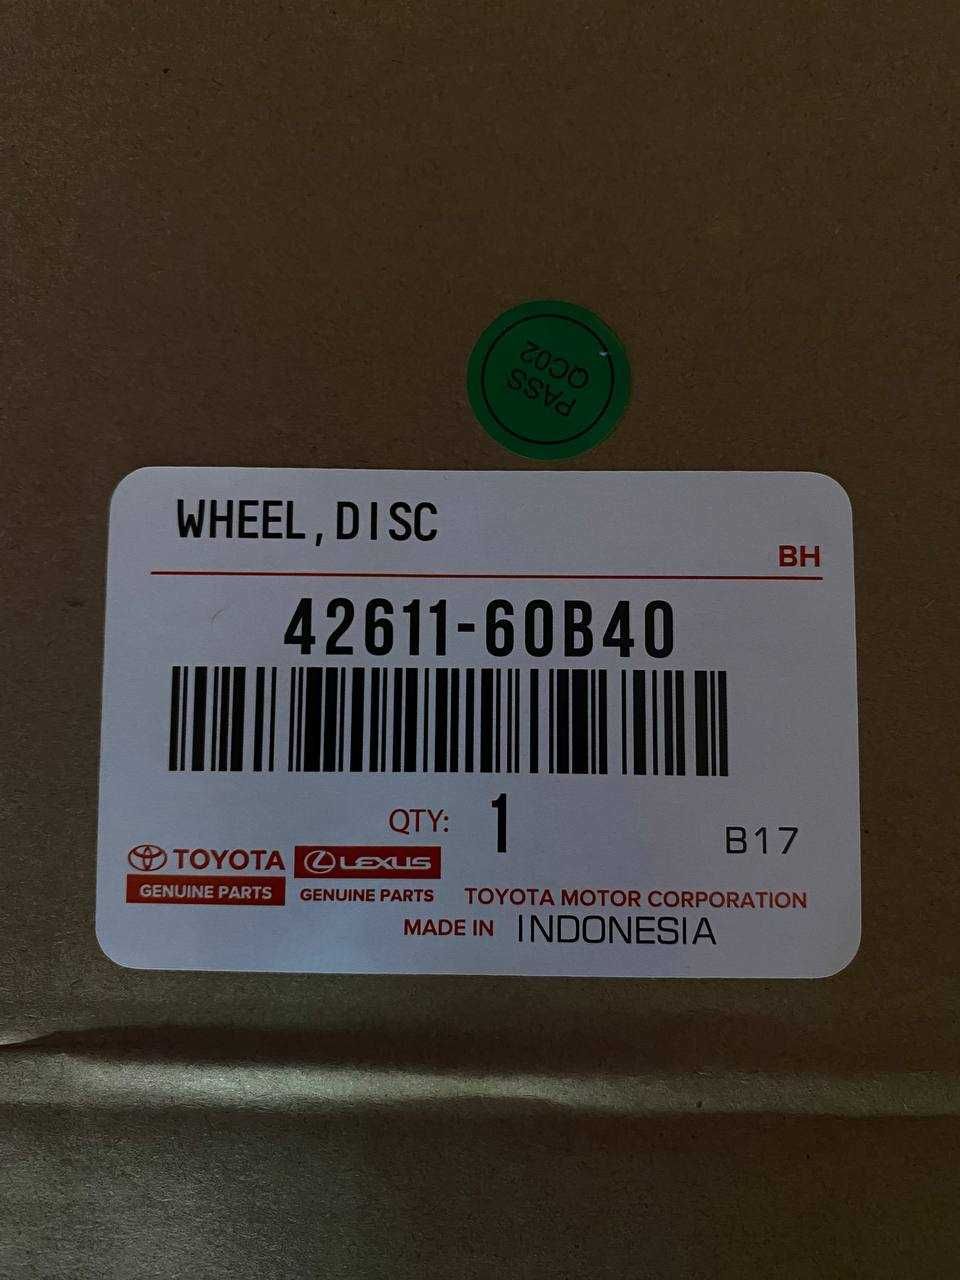 PASS
QC02
WHEEL,DISC
BH
42611-60B40
QTY: 1
B17
TOYOTA LEXUS
GENUINE PARTS GENUINE PARTS TOYOTA MOTOR CORPORATION
MADE IN INDONESIA